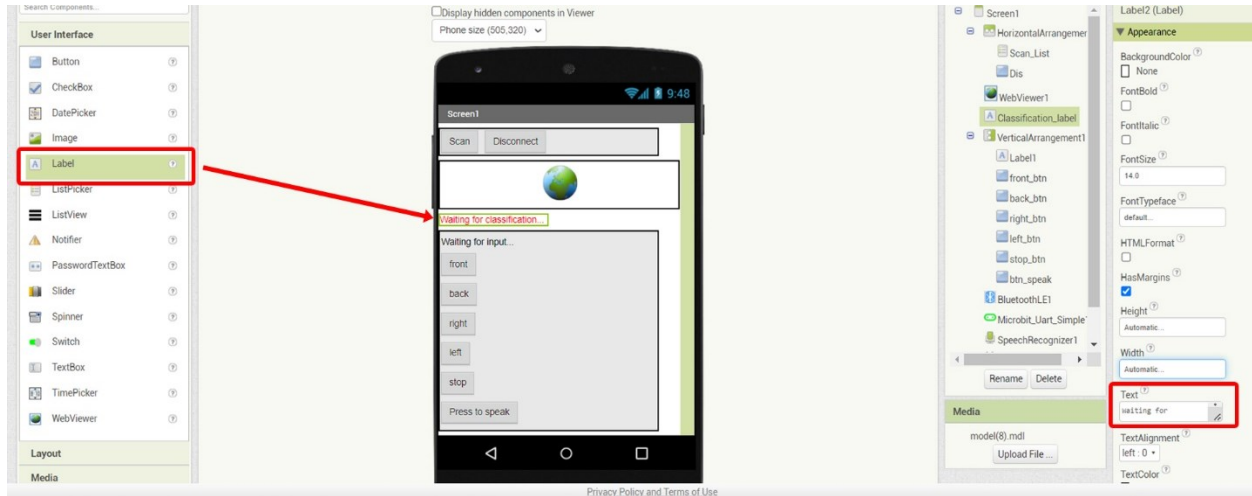 Search Components...
User Interface
Button
CheckBox
DatePicker
Image
Label
ListPicker
ListView
Notifier
PasswordTextBox
Slider
Spinner
Switch
TextBox
TimePicker
WebViewer
Layout
Media
Display hidden components in Viewer
Phone size (505,320)
9:48
Screen1
Scan Disconnect
Waiting for classification...
Waiting for input...
front
back
right
left
stop
Press to speak
Screen1
HorizontalArrangemer
Scan_List
Dis
WebViewer1
Classification_label
VerticalArrangement1
Label1
front_btn
back_btn
right_btn
left_btn
stop_btn
btn_speak
BluetoothLE1
Microbit_Uart_Simple
SpeechRecognizer1
Rename Delete
Media
model(8).mdl
Upload File ...
Label2 (Label)
Appearance
BackgroundColor
None
FontBold
FontItalic
FontSize
14.0
FontTypeface
default...
HTMLFormat
HasMargins
Height
Automatic...
Width
Automatic...
Text
waiting for
TextAlignment
left : 0
TextColor
Privacy Policy and Terms of Use